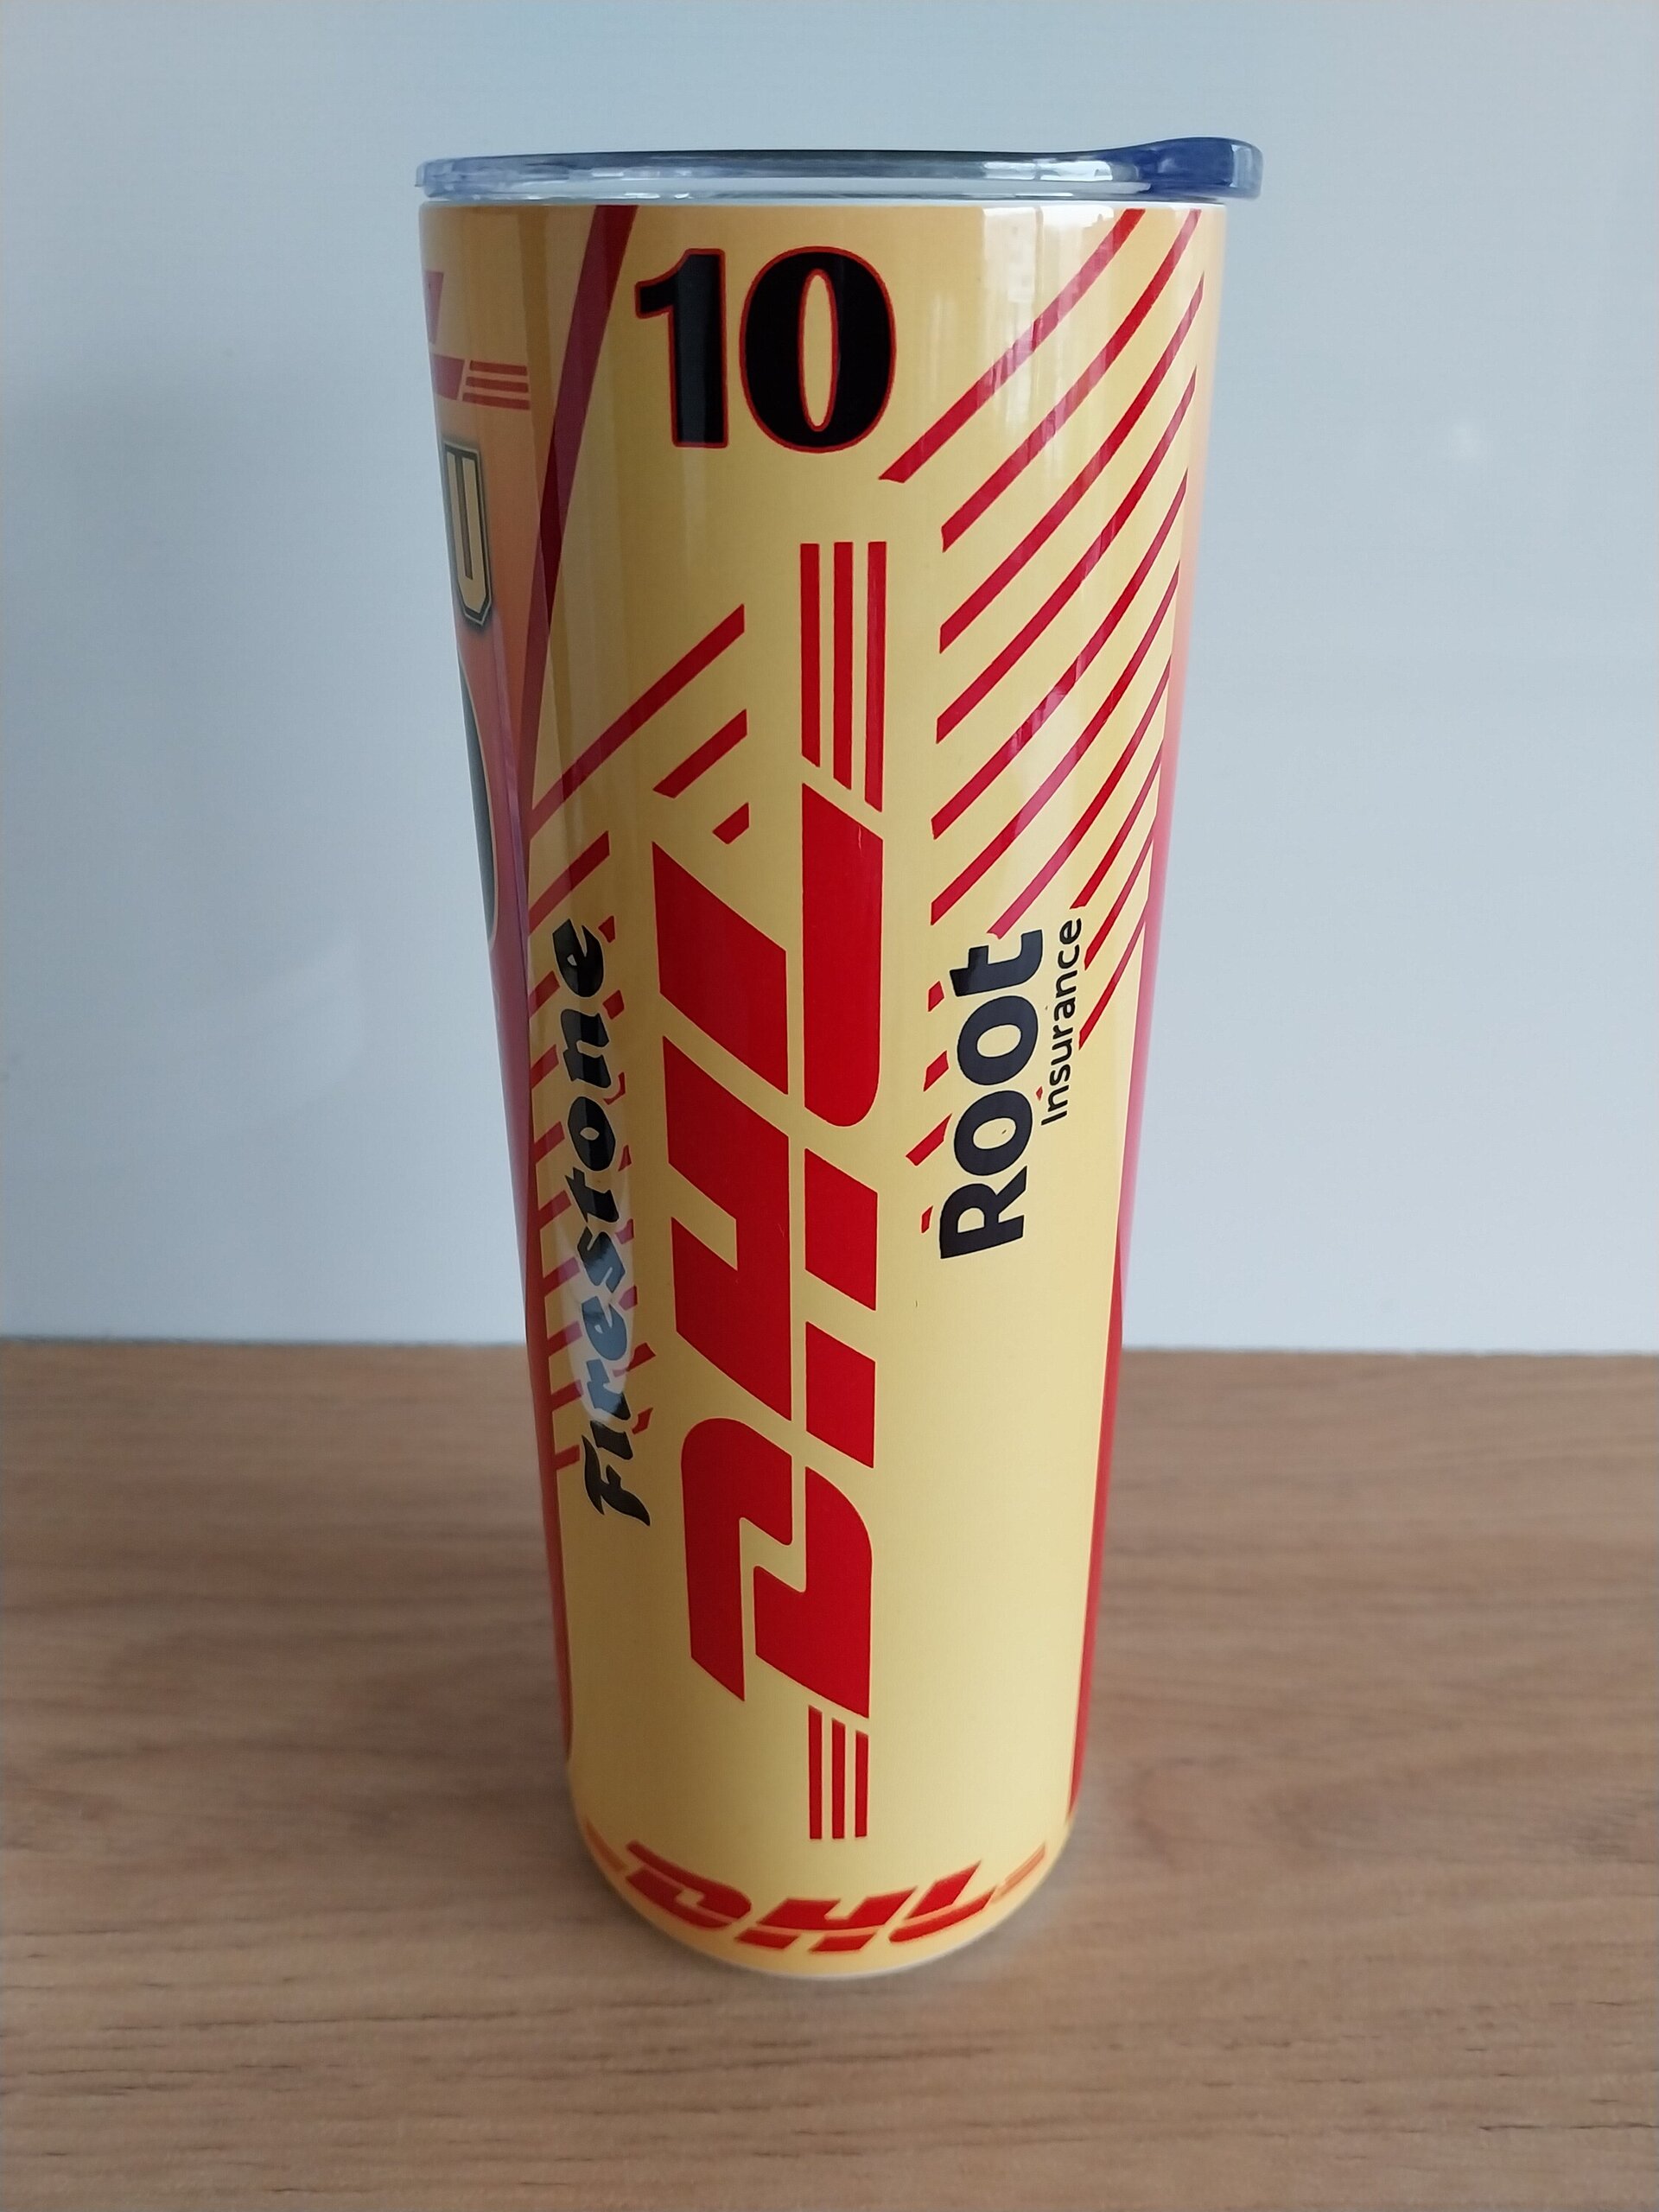 10
U
Firestone
DHL
Root
Insurance
DHL